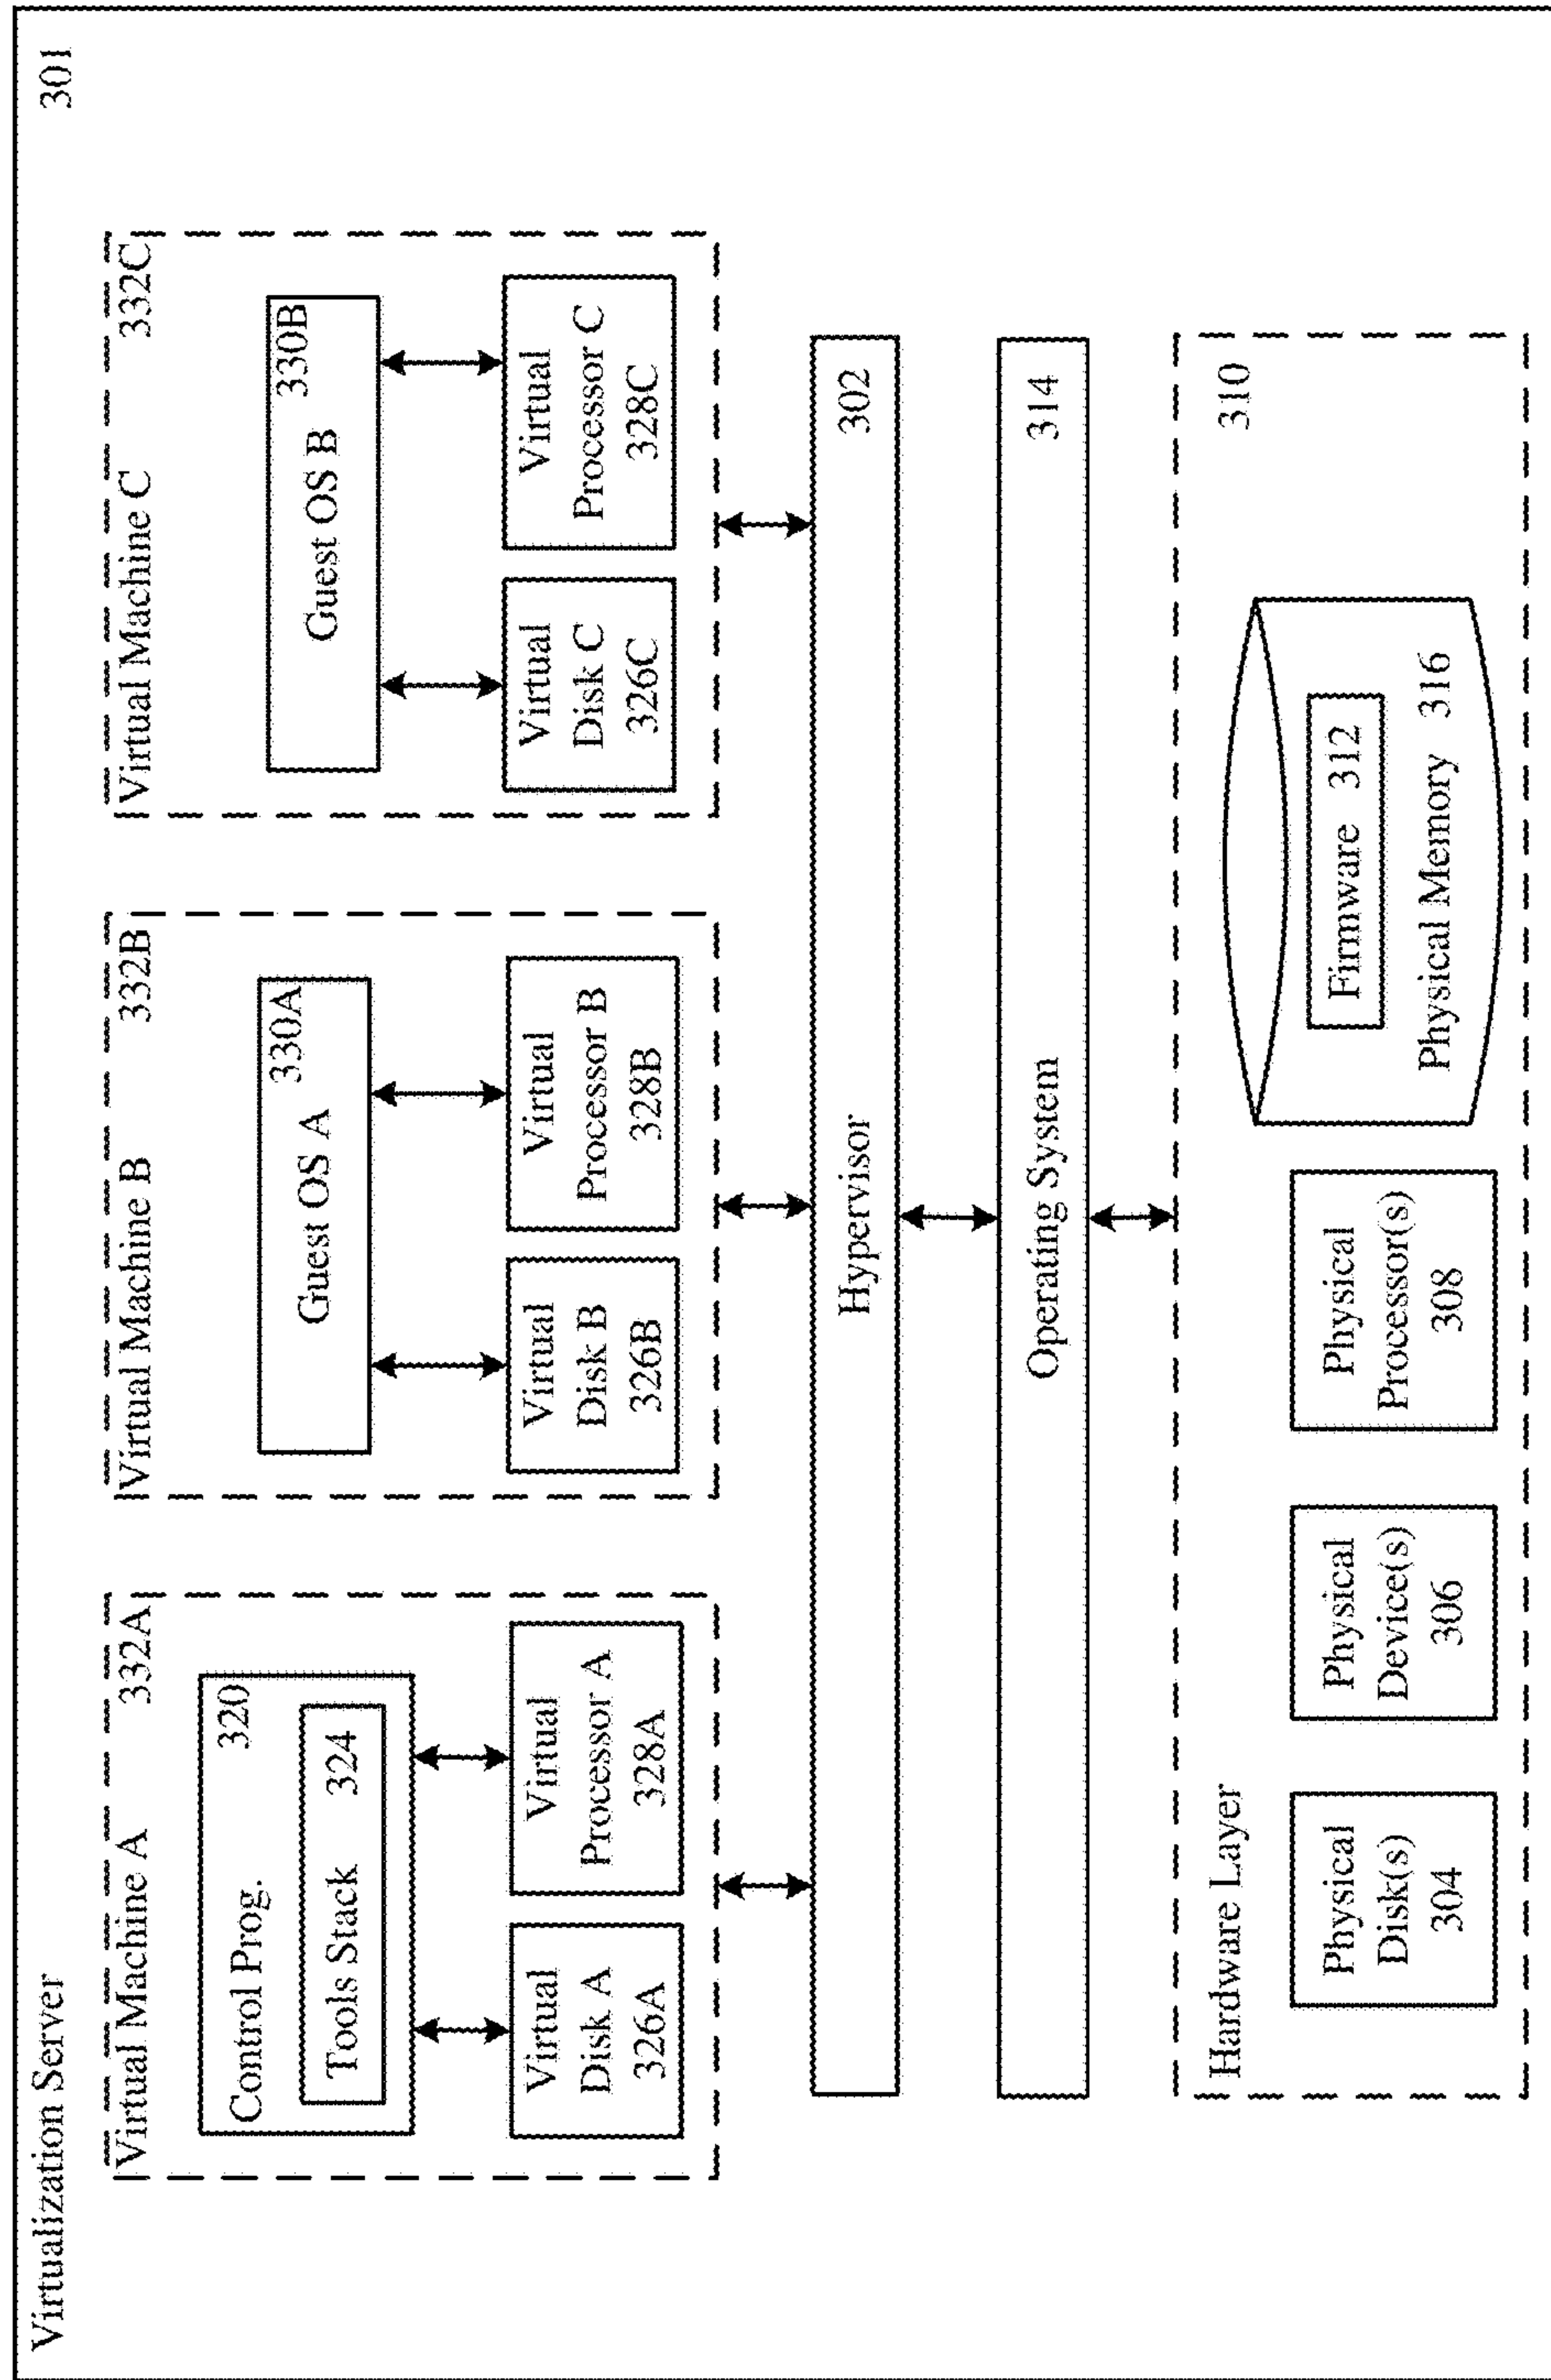 Virtualization Server 301
Virtual Machine A 332A
Control Prog. 320
Tools Stack 324
Virtual
Disk A
326A
Virtual
Processor A
328A
Virtual Machine B 332B
Guest OS A 330A
Virtual
Disk B
326B
Virtual
Processor B
328B
Virtual Machine C 332C
Guest OS B 330B
Virtual
Disk C
326C
Virtual
Processor C
328C
Hypervisor 302
Operating System 314
Hardware Layer 310
Physical
Disk(s)
304
Physical
Device(s)
306
Physical
Processor(s)
308
Firmware 312
Physical Memory 316